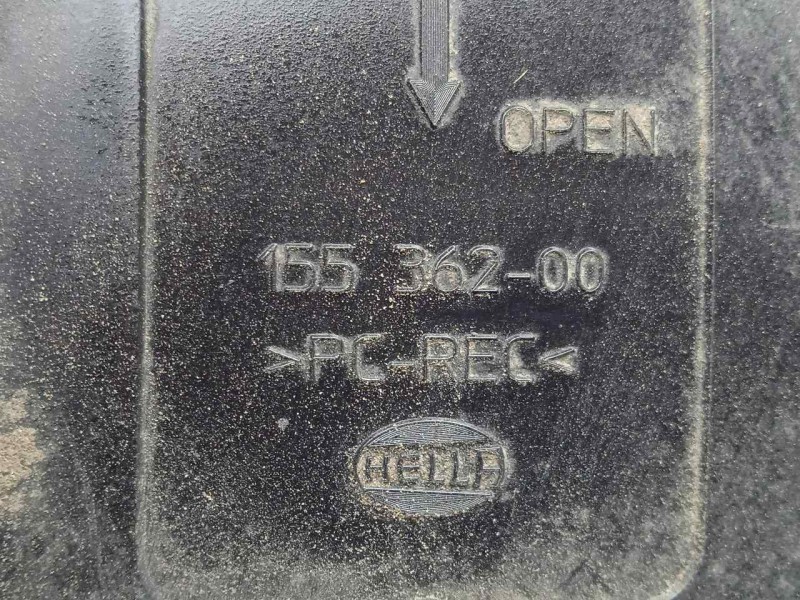 OPEN
155 362-00
>PC-REC<
HELLA